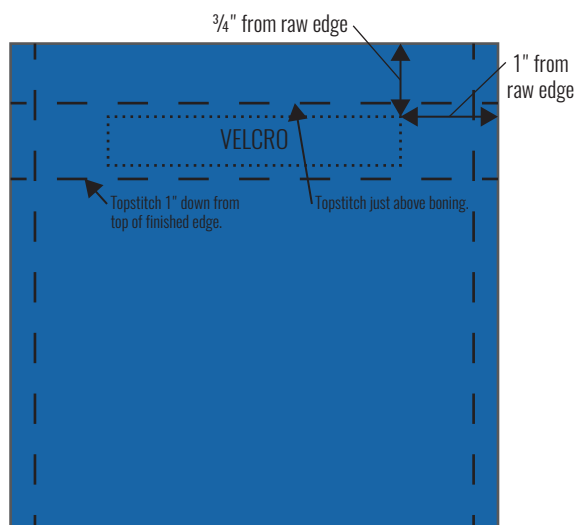 ¾" from raw edge
1" from
raw edge
VELCRO
Topstitch 1" down from
top of finished edge.
Topstitch just above boning.